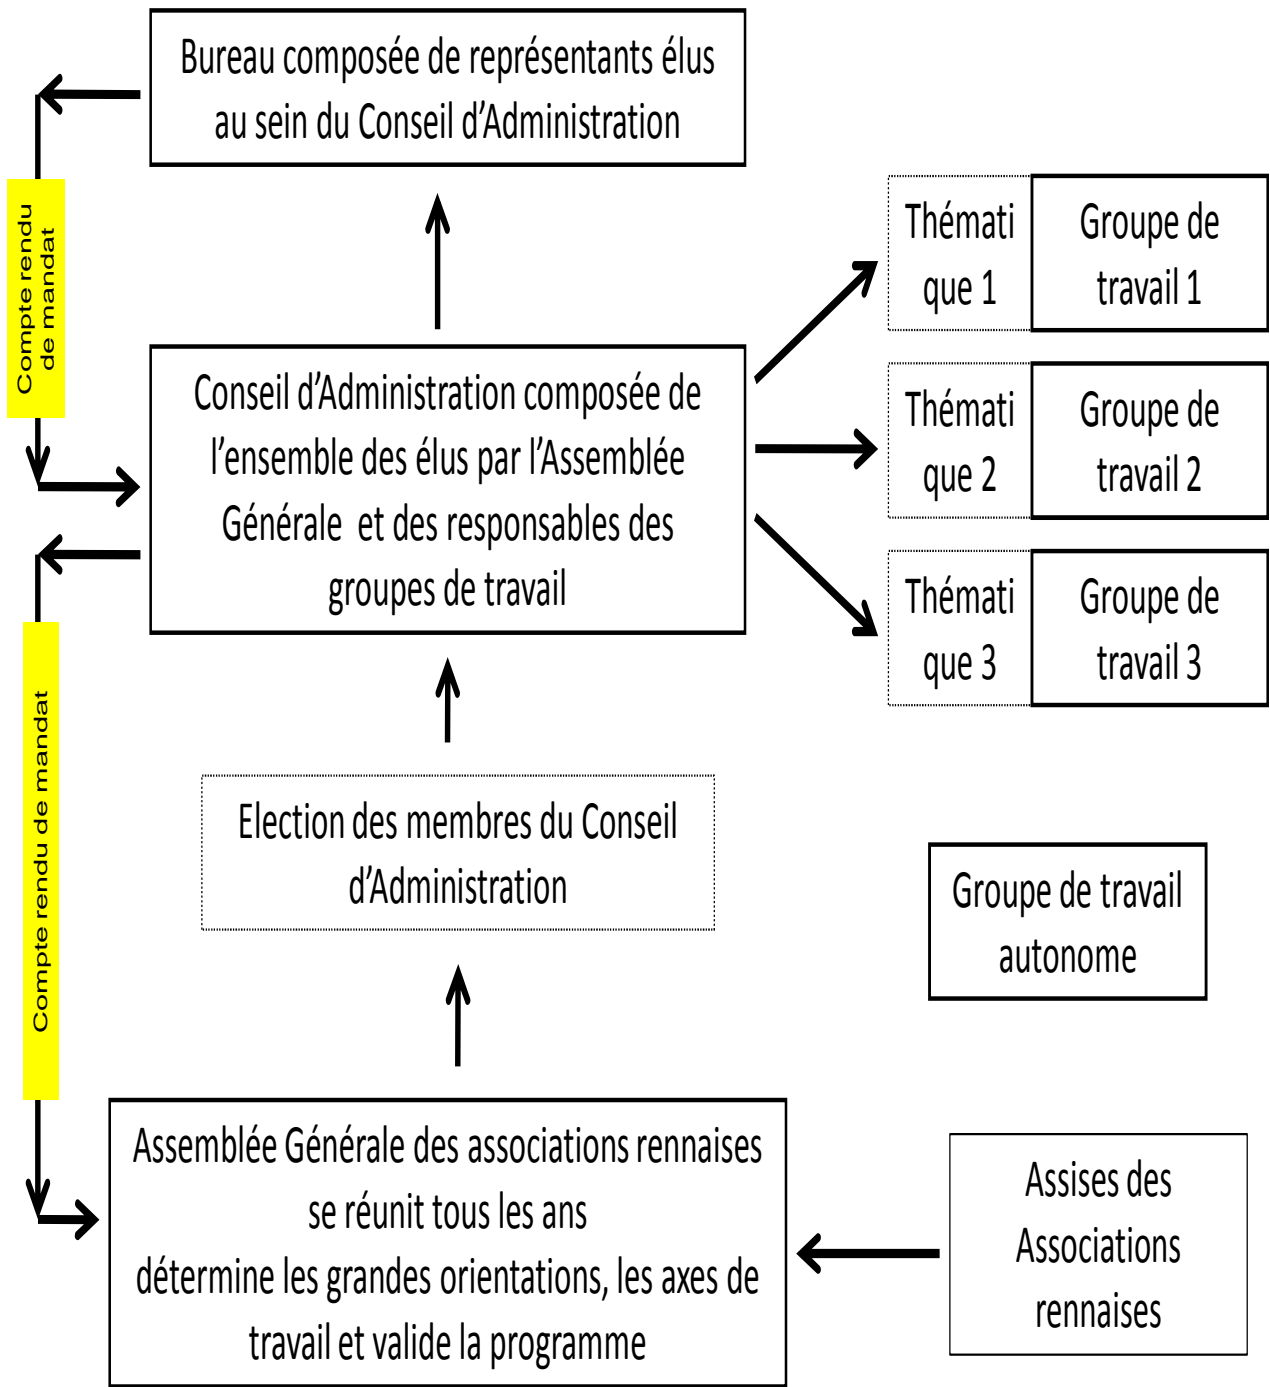 Bureau composée de représentants élus
au sein du Conseil d'Administration
Compte rendu
de mandat
Thémati
que 1
Groupe de
travail 1
Conseil d'Administration composée de
l'ensemble des élus par l'Assemblée
Générale et des responsables des
groupes de travail
Thémati
que 2
Groupe de
travail 2
Thémati
que 3
Groupe de
travail 3
Compte rendu de mandat
Election des membres du Conseil
d'Administration
Groupe de travail
autonome
Assemblée Générale des associations rennaises
se réunit tous les ans
détermine les grandes orientations, les axes de
travail et valide la programme
Assises des
Associations
rennaises